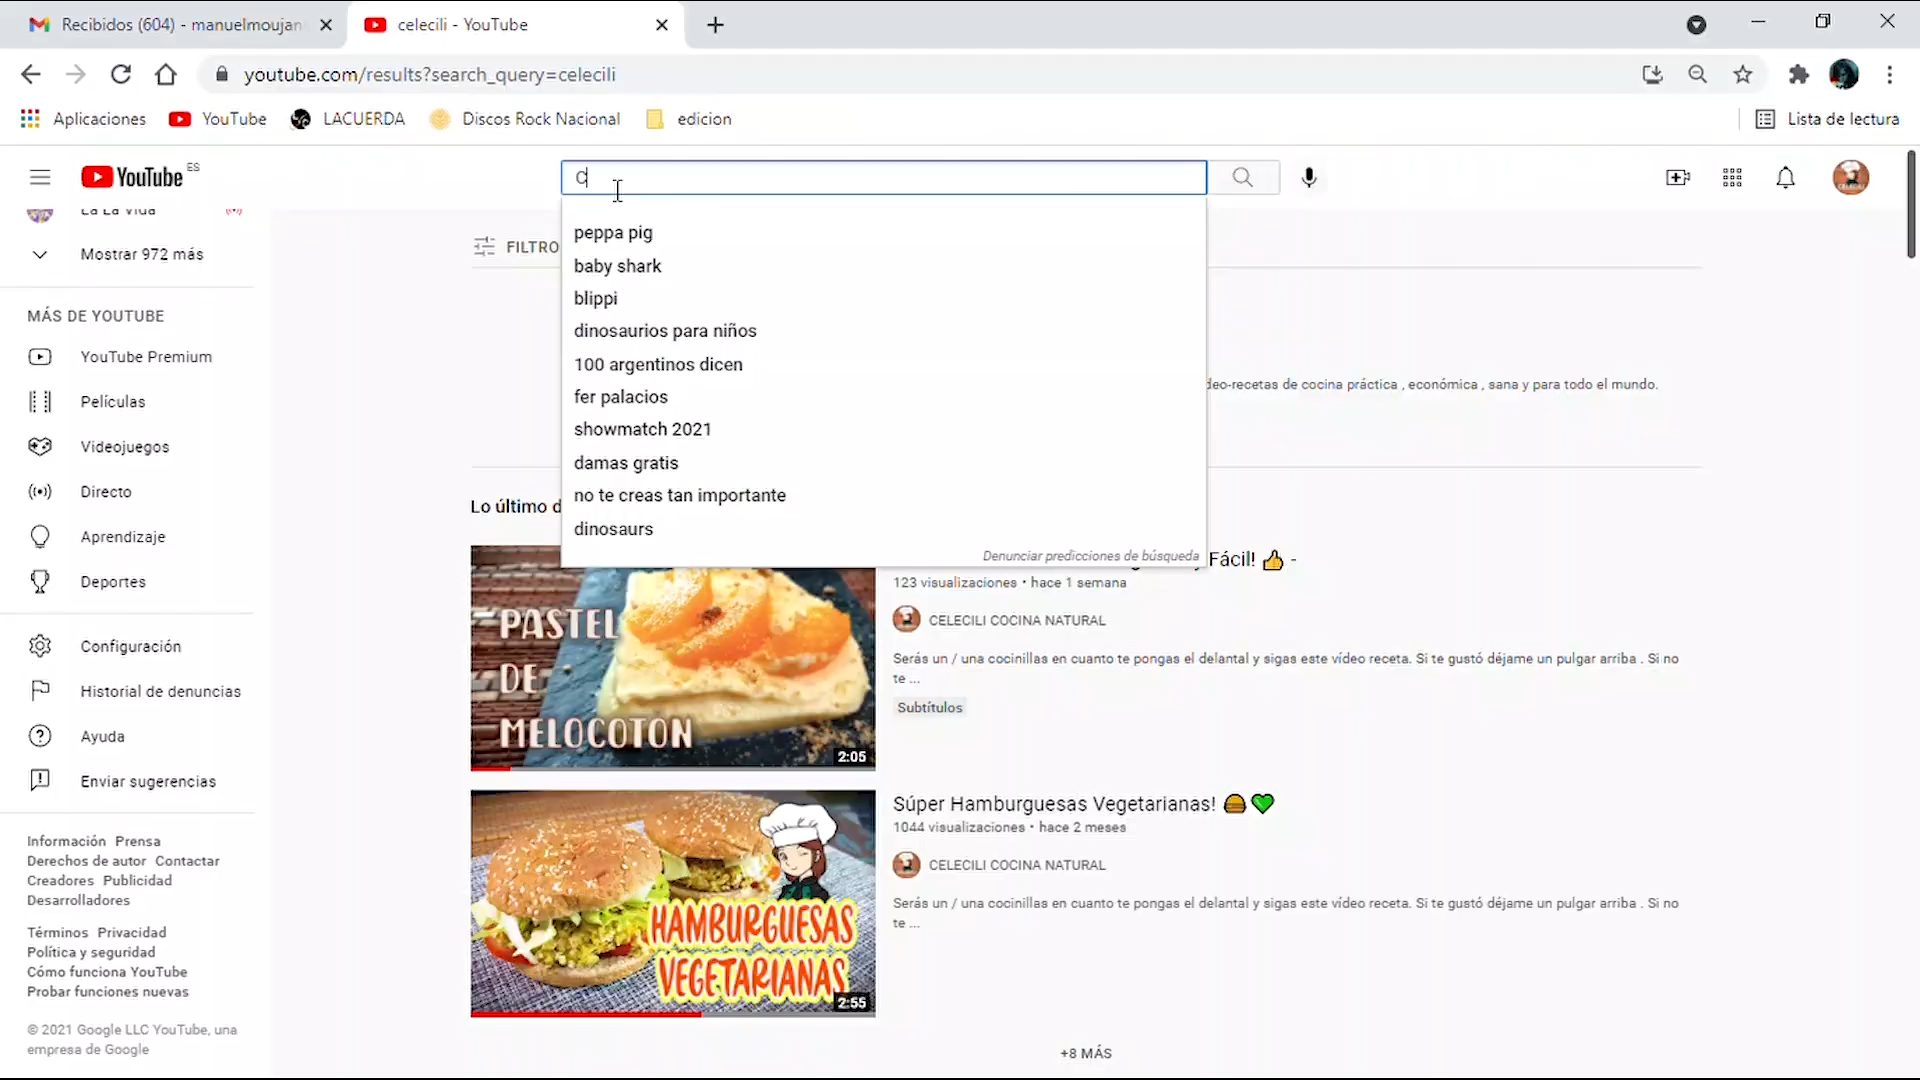 Recibidos (604) - manuelmoujan
celecili - YouTube
youtube.com/results?search_query=celecili
Aplicaciones
YouTube
LACUERDA
Discos Rock Nacional
edicion
Lista de lectura
YouTube ES
C
La La Vida
Mostrar 972 más
MÁS DE YOUTUBE
YouTube Premium
Películas
Videojuegos
Directo
Aprendizaje
Deportes
Configuración
Historial de denuncias
Ayuda
Enviar sugerencias
Información Prensa
Derechos de autor Contactar
Creadores Publicidad
Desarrolladores
Términos Privacidad
Política y seguridad
Cómo funciona YouTube
Probar funciones nuevas
© 2021 Google LLC YouTube, una
empresa de Google
FILTRO
peppa pig
baby shark
blippi
dinosaurios para niños
100 argentinos dicen
fer palacios
showmatch 2021
damas gratis
no te creas tan importante
dinosaurs
Denunciar predicciones de búsqueda
deo-recetas de cocina práctica , económica , sana y para todo el mundo.
Lo último d
PASTEL
DE
MELOCOTON
2:05
Fácil! 👍 -
123 visualizaciones • hace 1 semana
CELECILI COCINA NATURAL
Serás un / una cocinillas en cuanto te pongas el delantal y sigas este vídeo receta. Si te gustó déjame un pulgar arriba . Si no
te ...
Subtítulos
HAMBURGUESAS
VEGETARIANAS
2:55
Súper Hamburguesas Vegetarianas! 🍔💚
1044 visualizaciones • hace 2 meses
CELECILI COCINA NATURAL
Serás un / una cocinillas en cuanto te pongas el delantal y sigas este vídeo receta. Si te gustó déjame un pulgar arriba . Si no
te ...
+8 MÁS